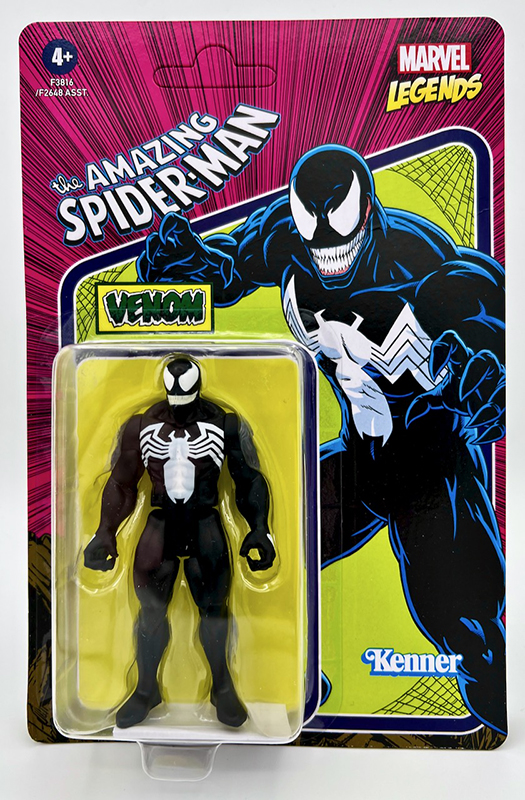 4+
F3816
/F2648 ASST.
MARVEL
LEGENDS
the AMAZING
SPIDER-MAN
VENOM
Kenner